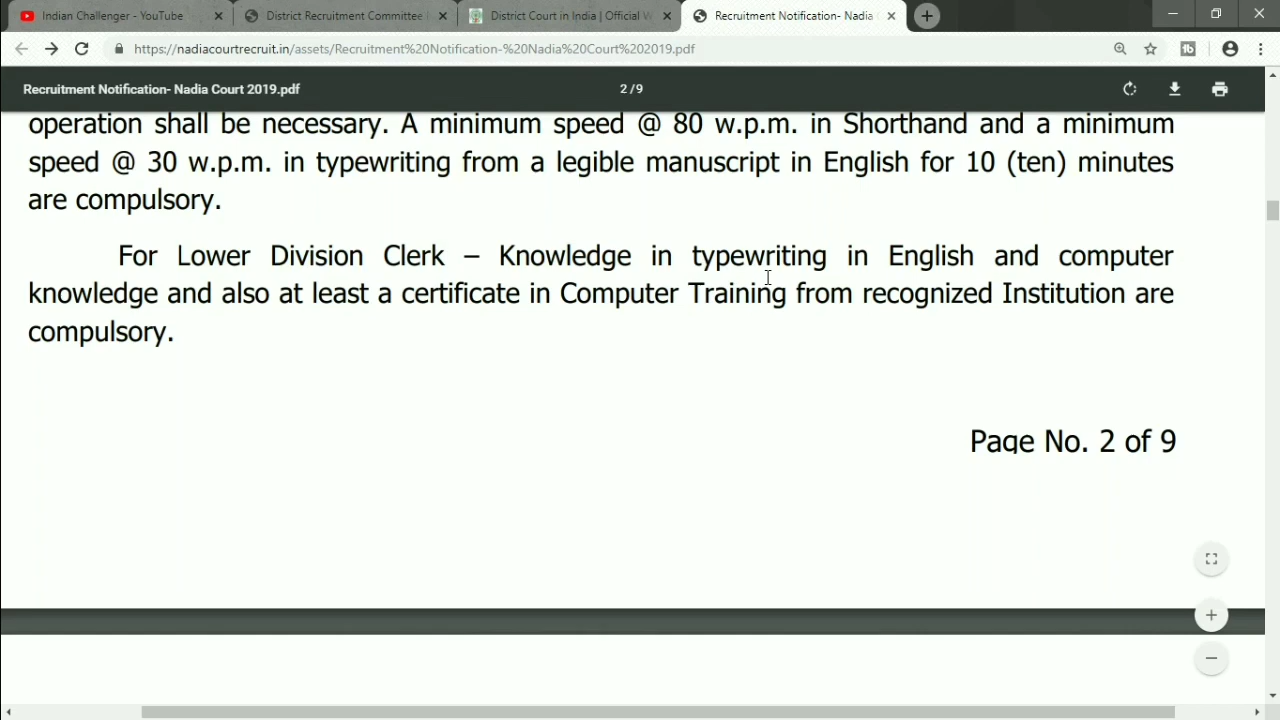 Indian Challenger - YouTube
District Recruitment Committee
District Court in India | Official W
Recruitment Notification- Nadia
https://nadiacourtrecruit.in/assets/Recruitment%20Notification-%20Nadia%20Court%202019.pdf
Recruitment Notification- Nadia Court 2019.pdf
2 / 9
operation shall be necessary. A minimum speed @ 80 w.p.m. in Shorthand and a minimum
speed @ 30 w.p.m. in typewriting from a legible manuscript in English for 10 (ten) minutes
are compulsory.
For Lower Division Clerk – Knowledge in typewriting in English and computer
knowledge and also at least a certificate in Computer Training from recognized Institution are
compulsory.
Page No. 2 of 9